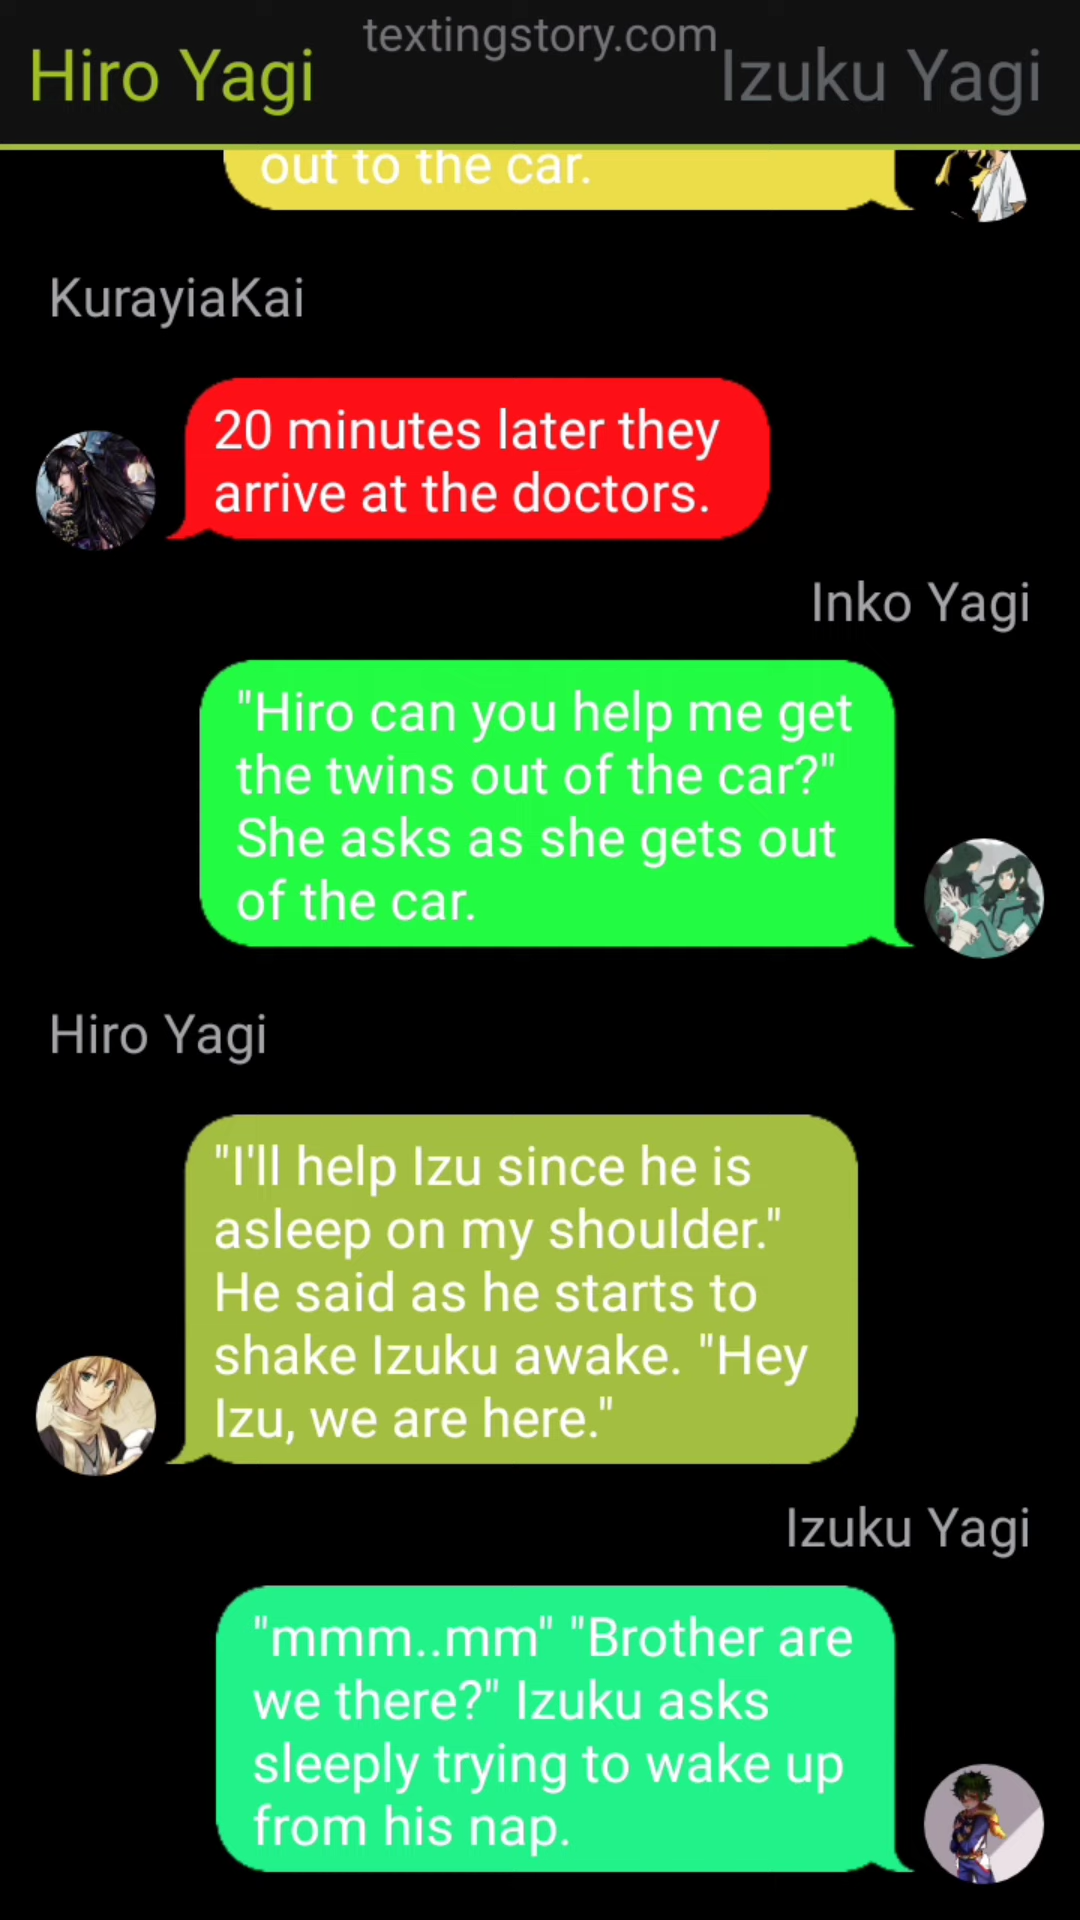 textingstory.com
Hiro Yagi
Izuku Yagi
out to the car.
KurayiaKai
20 minutes later they
arrive at the doctors.
Inko Yagi
"Hiro can you help me get
the twins out of the car?"
She asks as she gets out
of the car.
Hiro Yagi
"I'll help Izu since he is
asleep on my shoulder."
He said as he starts to
shake Izuku awake. "Hey
Izu, we are here."
Izuku Yagi
"mmm..mm" "Brother are
we there?" Izuku asks
sleeply trying to wake up
from his nap.